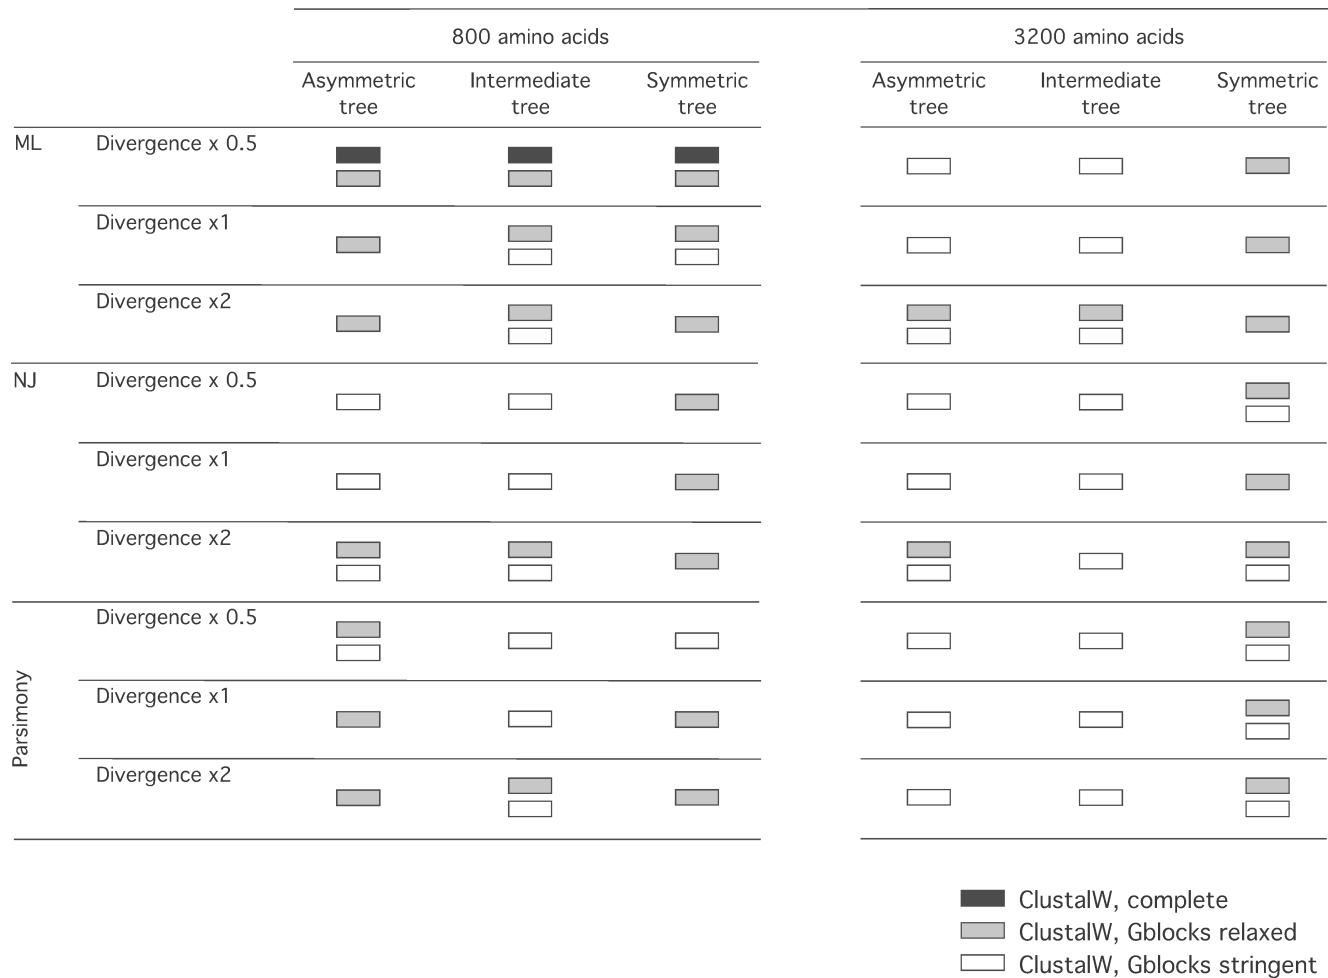 800 amino acids 3200 amino acids
Asymmetric Intermediate Symmetric Asymmetric Intermediate Symmetric
tree tree tree tree tree tree
ML Divergence x 0.5
Divergence x1
Divergence x2
NJ Divergence x 0.5
Divergence x1
Divergence x2
Parsimony Divergence x 0.5
Divergence x1
Divergence x2
ClustalW, complete
ClustalW, Gblocks relaxed
ClustalW, Gblocks stringent